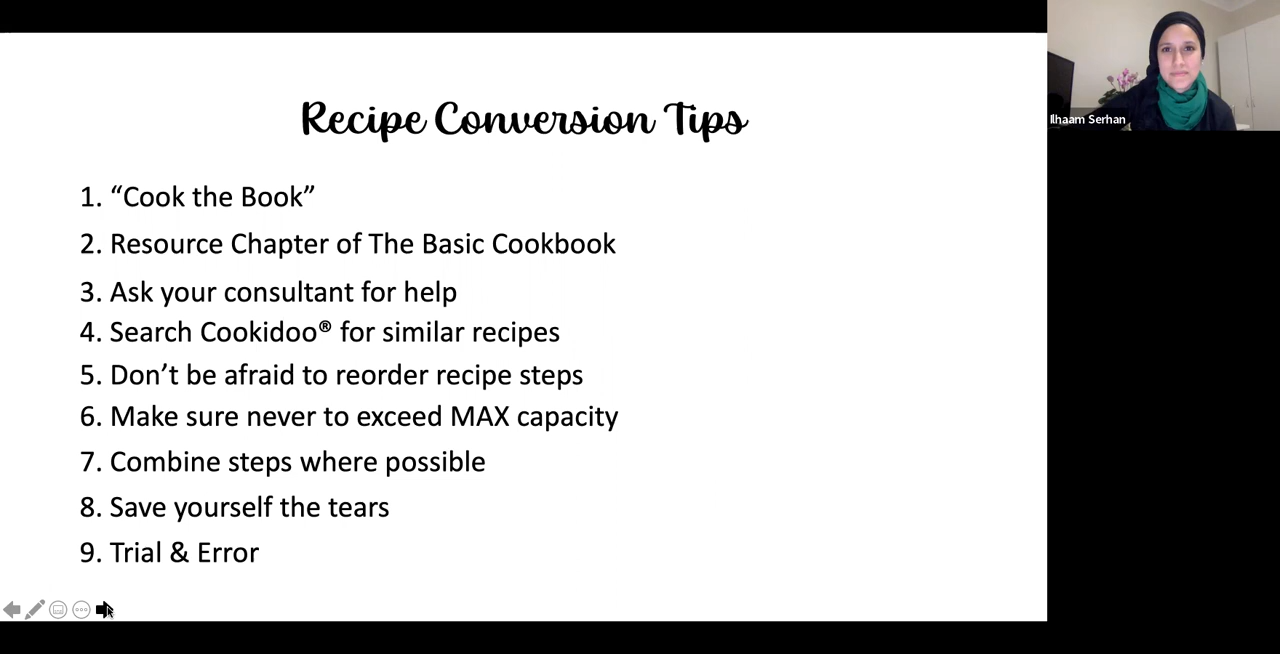 Recipe Conversion Tips
1. “Cook the Book”
2. Resource Chapter of The Basic Cookbook
3. Ask your consultant for help
4. Search Cookidoo® for similar recipes
5. Don’t be afraid to reorder recipe steps
6. Make sure never to exceed MAX capacity
7. Combine steps where possible
8. Save yourself the tears
9. Trial & Error
Ilhaam Serhan